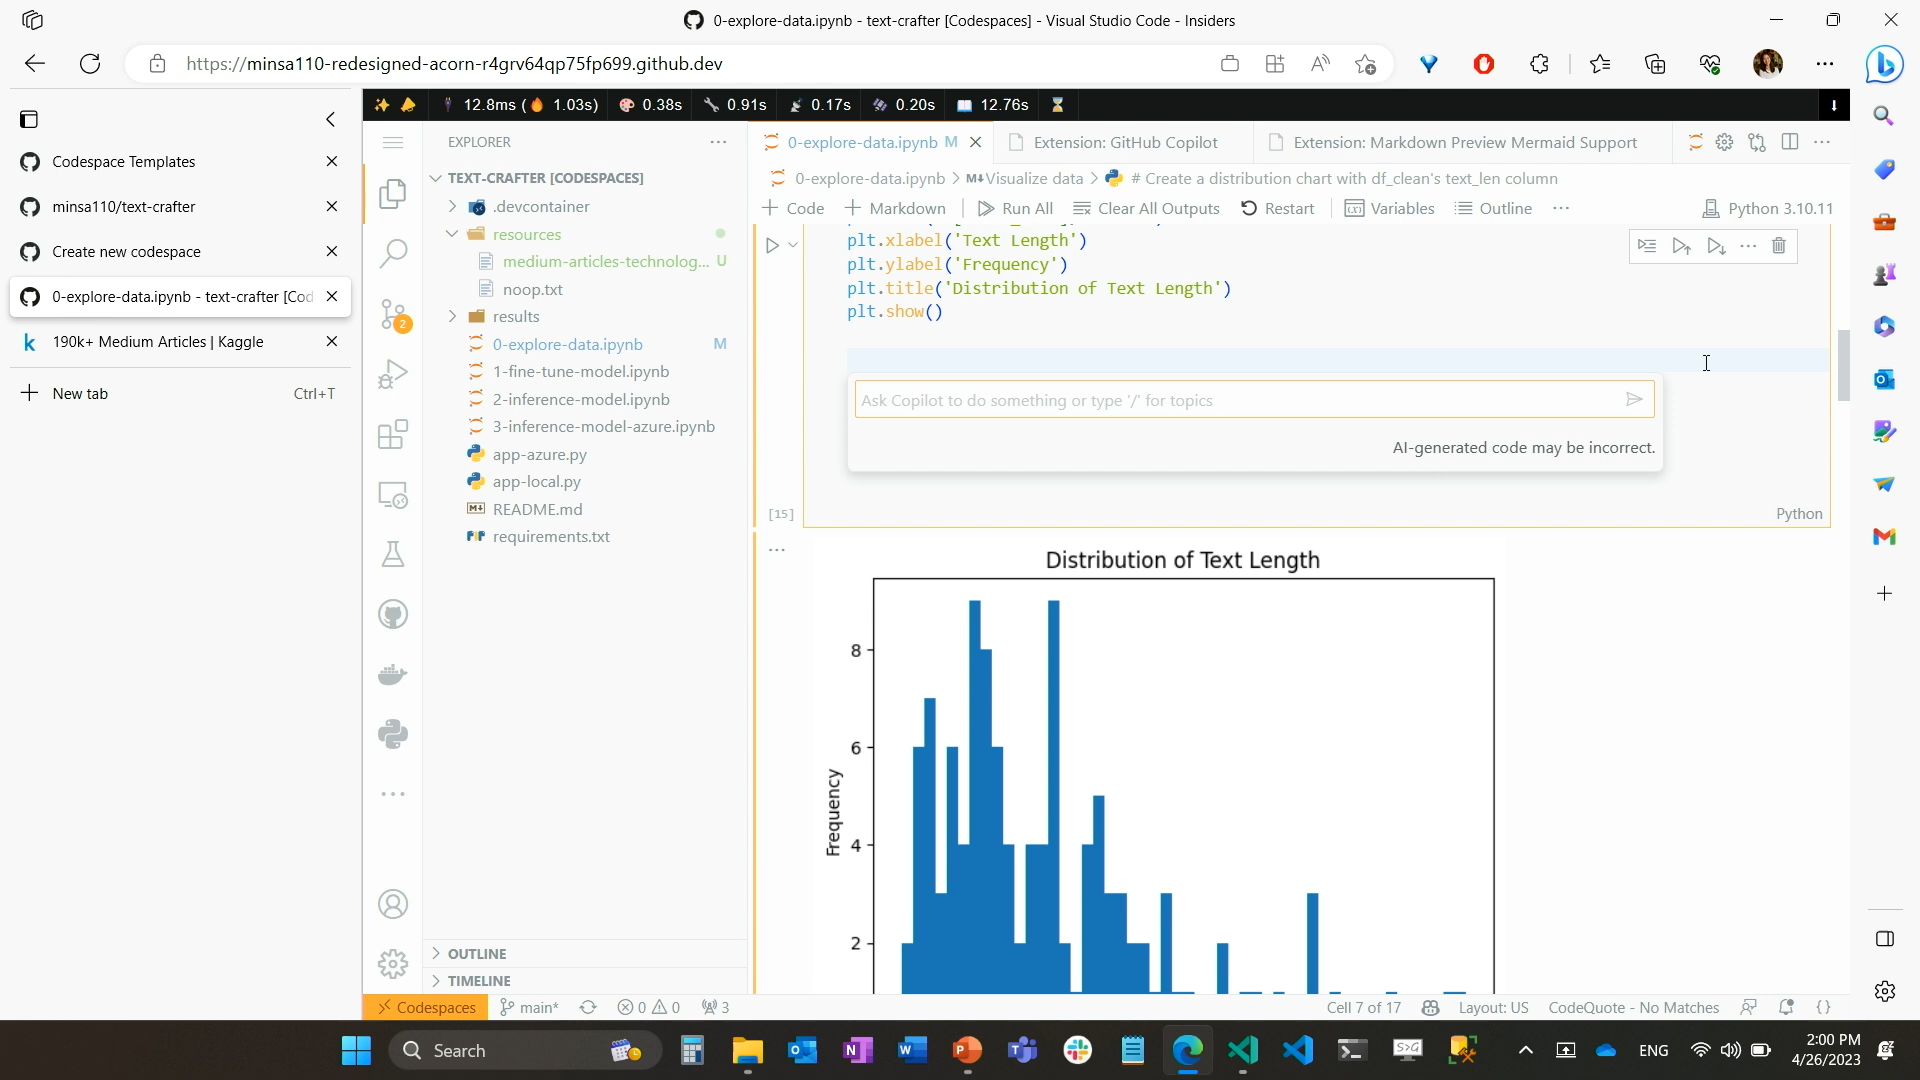 0-explore-data.ipynb - text-crafter [Codespaces] - Visual Studio Code - Insiders
https://minsa110-redesigned-acorn-r4grv64qp75fp699.github.dev
Codespace Templates
minsa110/text-crafter
Create new codespace
0-explore-data.ipynb - text-crafter [Cod
190k+ Medium Articles | Kaggle
New tab
Ctrl+T
12.8ms ( 1.03s)
0.38s
0.91s
0.17s
0.20s
12.76s
EXPLORER
TEXT-CRAFTER [CODESPACES]
.devcontainer
resources
medium-articles-technolog... U
noop.txt
results
0-explore-data.ipynb M
1-fine-tune-model.ipynb
2-inference-model.ipynb
3-inference-model-azure.ipynb
app-azure.py
app-local.py
README.md
requirements.txt
OUTLINE
TIMELINE
2
0-explore-data.ipynb M
Extension: GitHub Copilot
Extension: Markdown Preview Mermaid Support
0-explore-data.ipynb > M↓Visualize data > # Create a distribution chart with df_clean's text_len column
+ Code
+ Markdown
Run All
Clear All Outputs
Restart
Variables
Outline
...
Python 3.10.11
plt.xlabel('Text Length')
plt.ylabel('Frequency')
plt.title('Distribution of Text Length')
plt.show()
Ask Copilot to do something or type '/' for topics
AI-generated code may be incorrect.
[15]
Python
Distribution of Text Length
Frequency
8
6
4
2
Codespaces
main*
0
0
3
Cell 7 of 17
Layout: US
CodeQuote - No Matches
Search
ENG
2:00 PM
4/26/2023